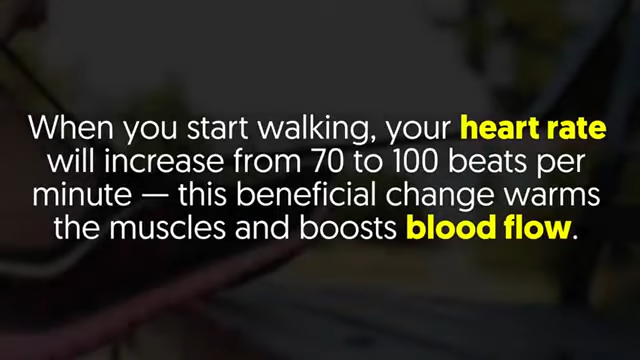 When you start walking, your heart rate
will increase from 70 to 100 beats per
minute — this beneficial change warms
the muscles and boosts blood flow.